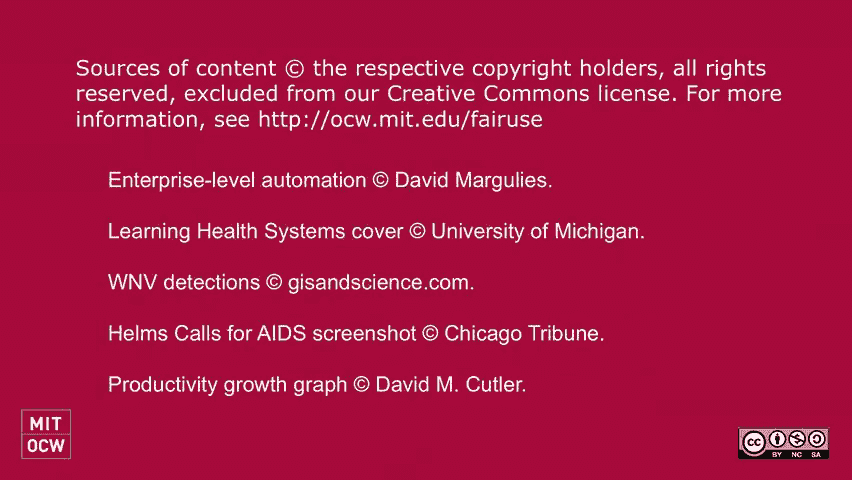 Sources of content © the respective copyright holders, all rights
reserved, excluded from our Creative Commons license. For more
information, see http://ocw.mit.edu/fairuse
Enterprise-level automation © David Margulies.
Learning Health Systems cover © University of Michigan.
WNV detections © gisandscience.com.
Helms Calls for AIDS screenshot © Chicago Tribune.
Productivity growth graph © David M. Cutler.
MIT
OCW
cc
BY NC SA